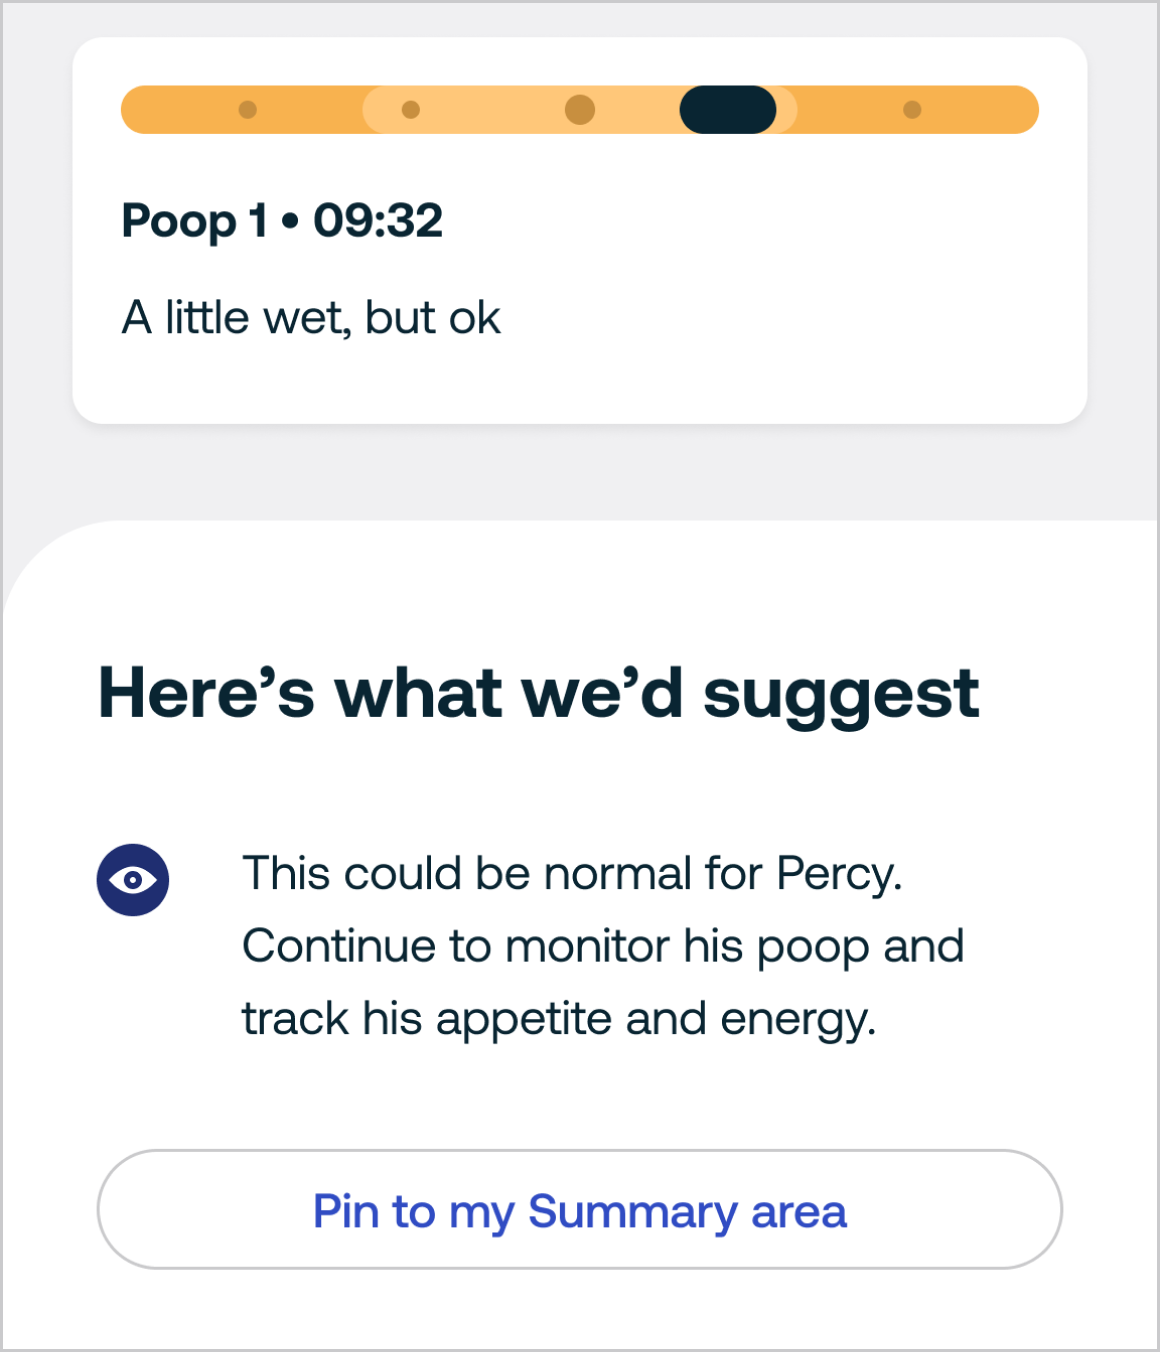 Poop 1 • 09:32
A little wet, but ok
Here’s what we’d suggest
This could be normal for Percy.
Continue to monitor his poop and
track his appetite and energy.
Pin to my Summary area